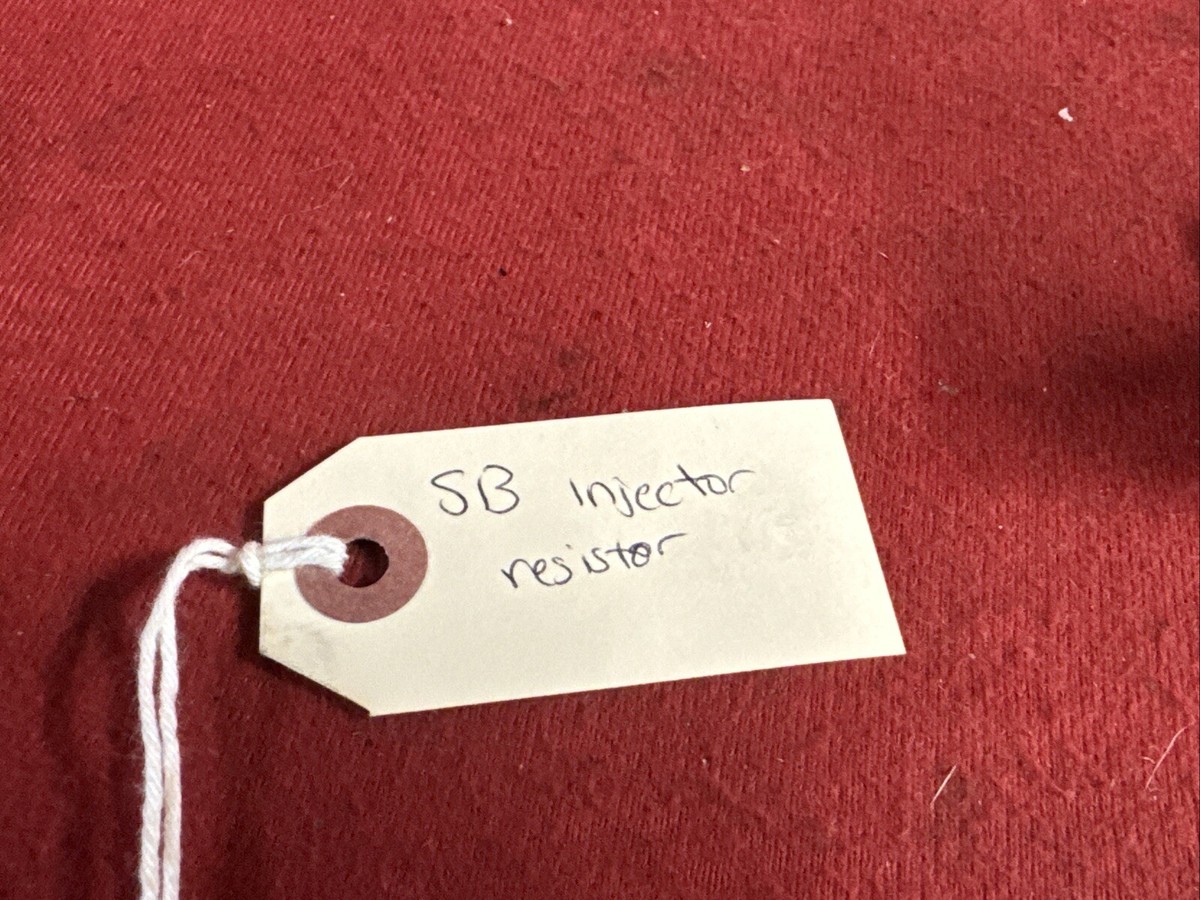 SB injector
resistor